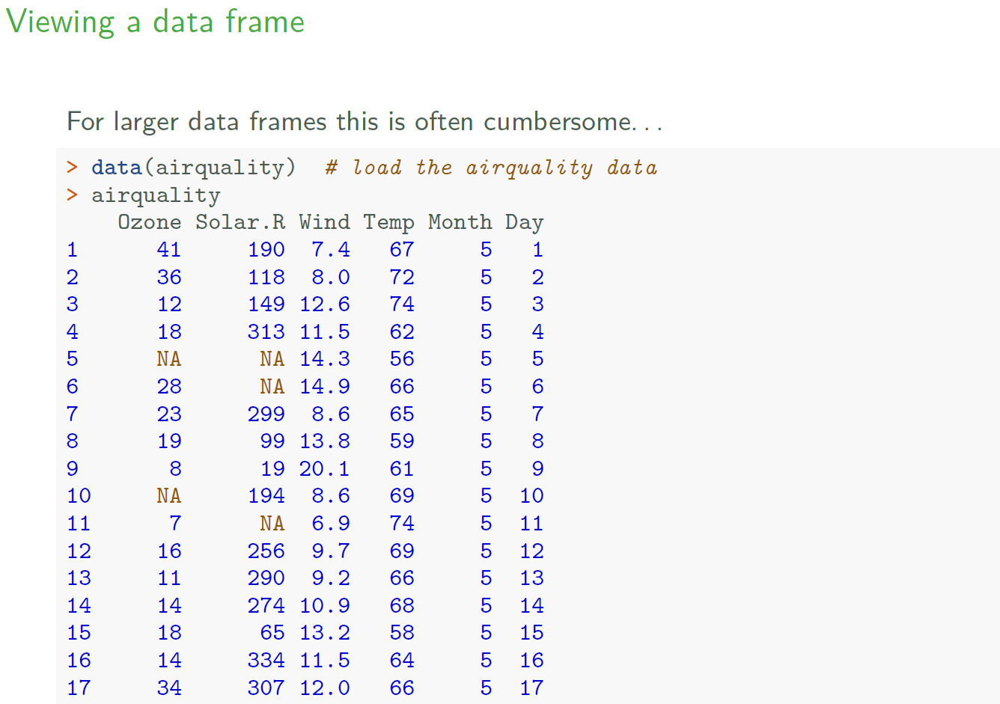 Viewing a data frame
For larger data frames this is often cumbersome. . .
> data(airquality)  # load the airquality data
> airquality
    Ozone Solar.R Wind Temp Month Day
1      41     190  7.4   67     5   1
2      36     118  8.0   72     5   2
3      12     149 12.6   74     5   3
4      18     313 11.5   62     5   4
5      NA      NA 14.3   56     5   5
6      28      NA 14.9   66     5   6
7      23     299  8.6   65     5   7
8      19      99 13.8   59     5   8
9       8      19 20.1   61     5   9
10     NA     194  8.6   69     5  10
11      7      NA  6.9   74     5  11
12     16     256  9.7   69     5  12
13     11     290  9.2   66     5  13
14     14     274 10.9   68     5  14
15     18      65 13.2   58     5  15
16     14     334 11.5   64     5  16
17     34     307 12.0   66     5  17